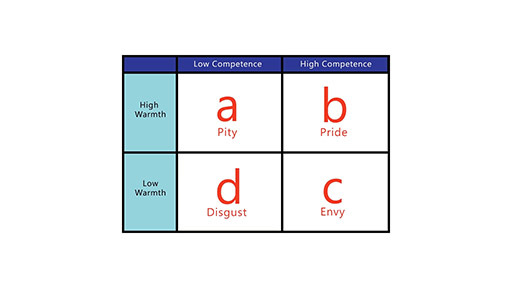 Low Competence
High Competence
High
Warmth
a
Pity
b
Pride
Low
Warmth
d
Disgust
c
Envy